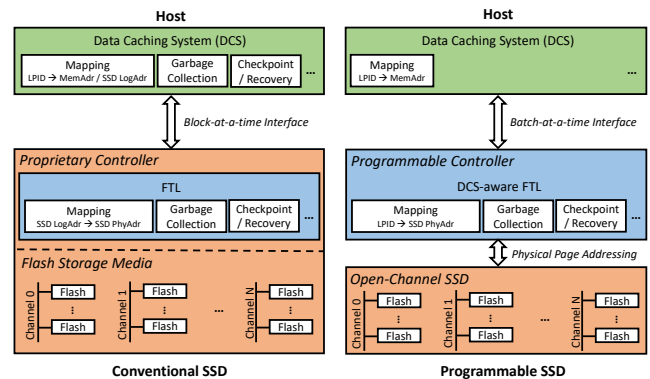 Host
Data Caching System (DCS)
Mapping
LPID → MemAdr / SSD LogAdr
Garbage
Collection
Checkpoint
/ Recovery
...
Block-at-a-time Interface
Proprietary Controller
FTL
Mapping
SSD LogAdr → SSD PhyAdr
Garbage
Collection
Checkpoint
/ Recovery
...
Flash Storage Media
Channel 0
Flash
...
Flash
Channel 1
Flash
...
Flash
...
Channel N
Flash
...
Flash
Conventional SSD
Host
Data Caching System (DCS)
Mapping
LPID → MemAdr
...
Batch-at-a-time Interface
Programmable Controller
DCS-aware FTL
Mapping
LPID → SSD PhyAdr
Garbage
Collection
Checkpoint
/ Recovery
...
Physical Page Addressing
Open-Channel SSD
Channel 0
Flash
...
Flash
Channel 1
Flash
...
Flash
...
Channel N
Flash
...
Flash
Programmable SSD